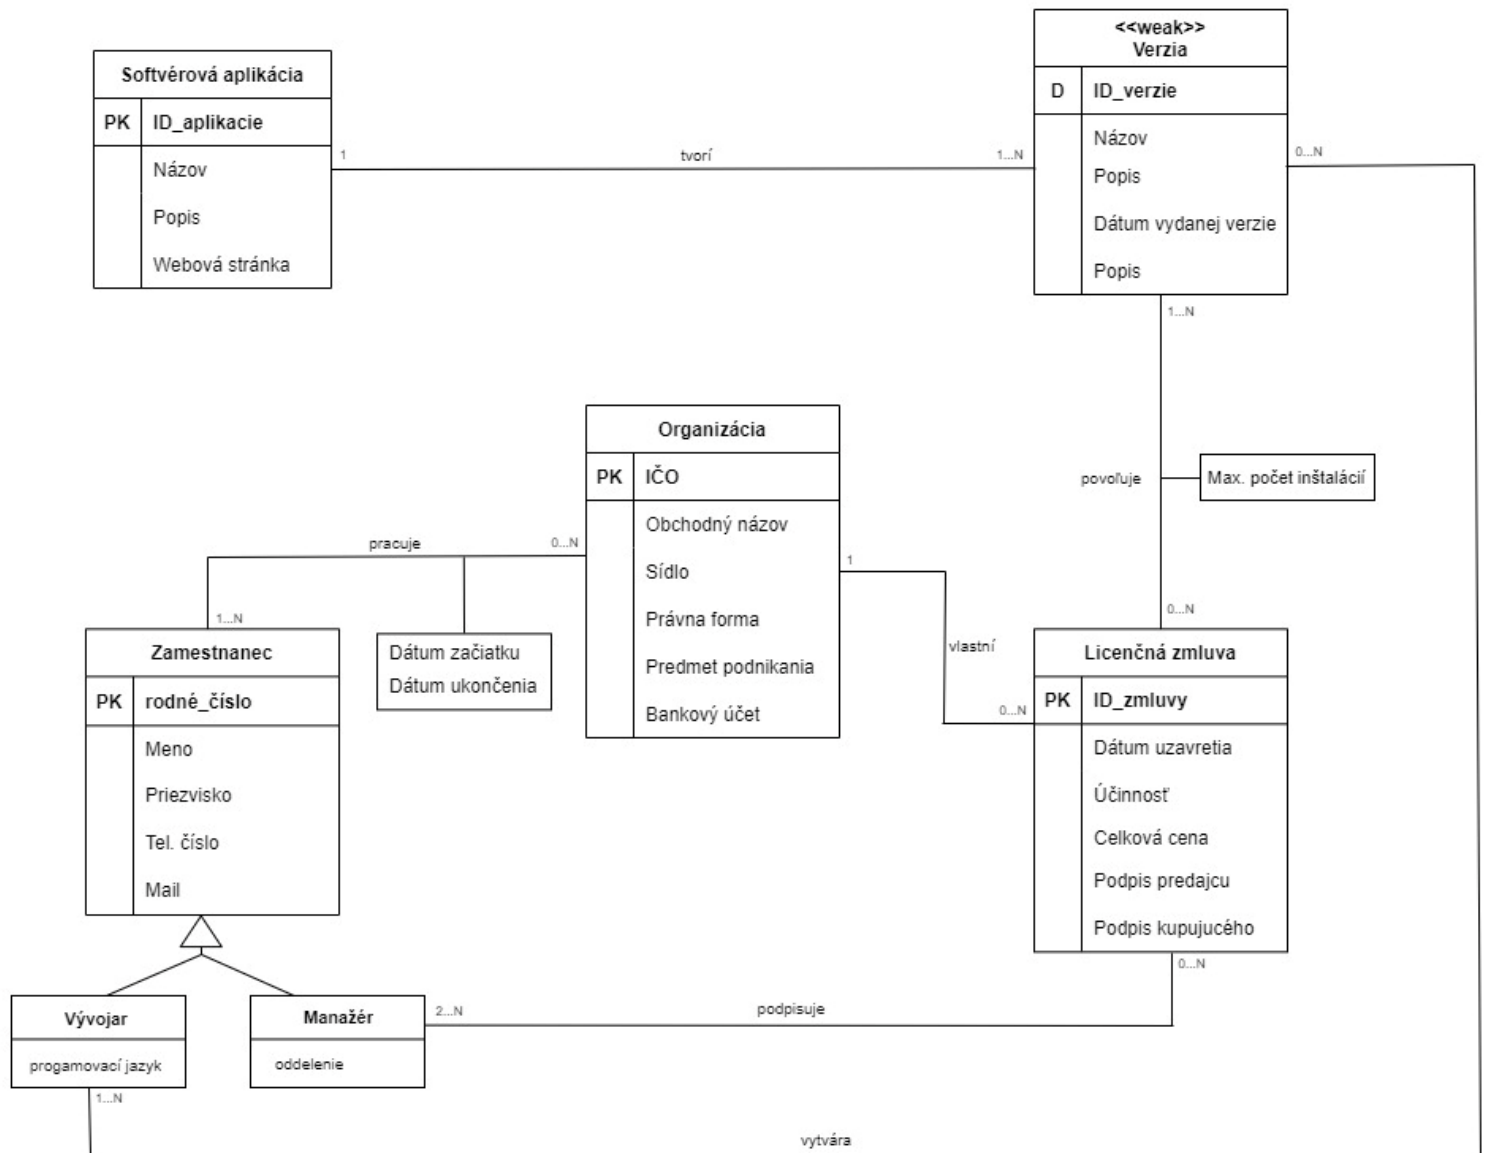 Softvérová aplikácia
PK ID_aplikacie
Názov
Popis
Webová stránka
1
tvorí
1...N
<<weak>>
Verzia
D ID_verzie
Názov
Popis
Dátum vydanej verzie
Popis
0...N
1...N
povoľuje
Max. počet inštalácií
0...N
Organizácia
PK IČO
Obchodný názov
Sídlo
Právna forma
Predmet podnikania
Bankový účet
pracuje
0...N
1...N
Dátum začiatku
Dátum ukončenia
1
vlastní
0...N
Zamestnanec
PK rodné_číslo
Meno
Priezvisko
Tel. číslo
Mail
Licenčná zmluva
PK ID_zmluvy
Dátum uzavretia
Účinnosť
Celková cena
Podpis predajcu
Podpis kupujucého
0...N
Vývojar
progamovací jazyk
1...N
Manažér
oddelenie
2...N
podpisuje
vytvára